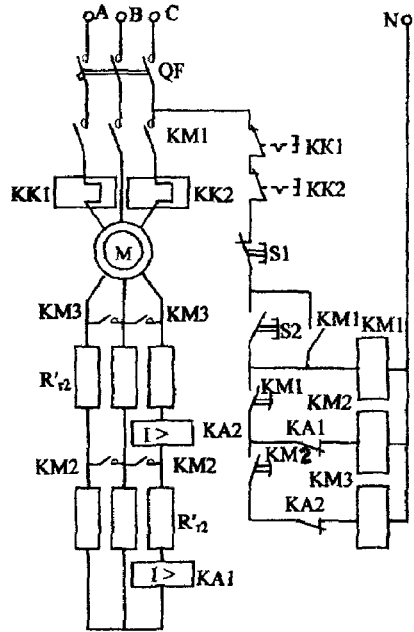 A B C N
QF
KM1
KK1 KK2 KK1
KK2
M S1
KM3 KM3
S2 KM1 KM1
R'r2
KM1 KM2
KA2 KA1
KM2 KM2 KM2 KM3
KA2
R'r2
I >
I > KA1